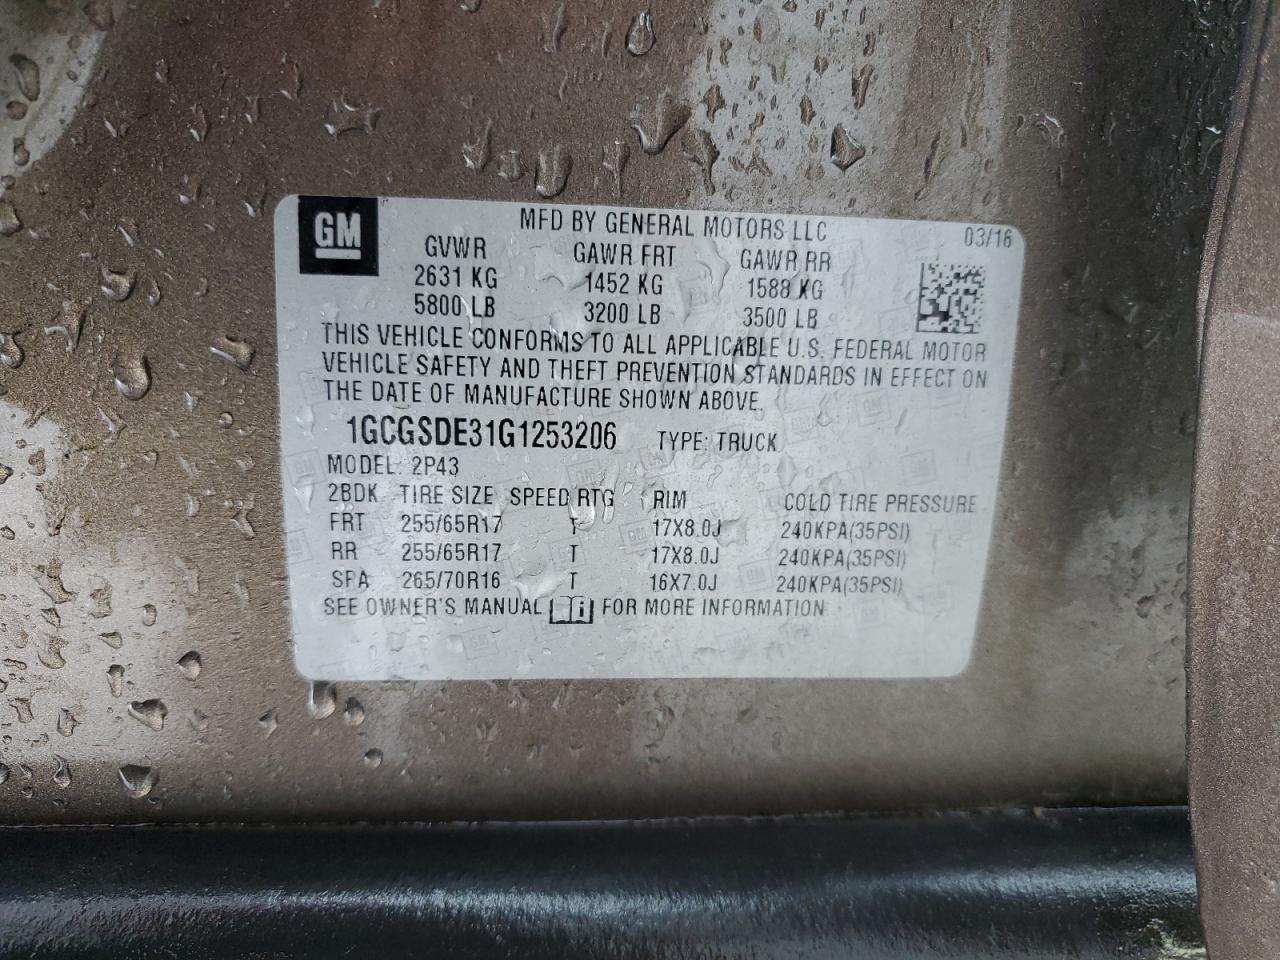 GM MFD BY GENERAL MOTORS LLC 03/16
GVWR GAWR FRT GAWR RR
2631 KG 1452 KG 1588 KG
5800 LB 3200 LB 3500 LB
THIS VEHICLE CONFORMS TO ALL APPLICABLE U.S. FEDERAL MOTOR
VEHICLE SAFETY AND THEFT PREVENTION STANDARDS IN EFFECT ON
THE DATE OF MANUFACTURE SHOWN ABOVE.
1GCGSDE31G1253206 TYPE: TRUCK
MODEL: 2P43
2BDK TIRE SIZE SPEED RTG RIM COLD TIRE PRESSURE
FRT 255/65R17 T 17X8.0J 240KPA(35PSI)
RR 255/65R17 T 17X8.0J 240KPA(35PSI)
SPA 265/70R16 T 16X7.0J 240KPA(35PSI)
SEE OWNER'S MANUAL i FOR MORE INFORMATION